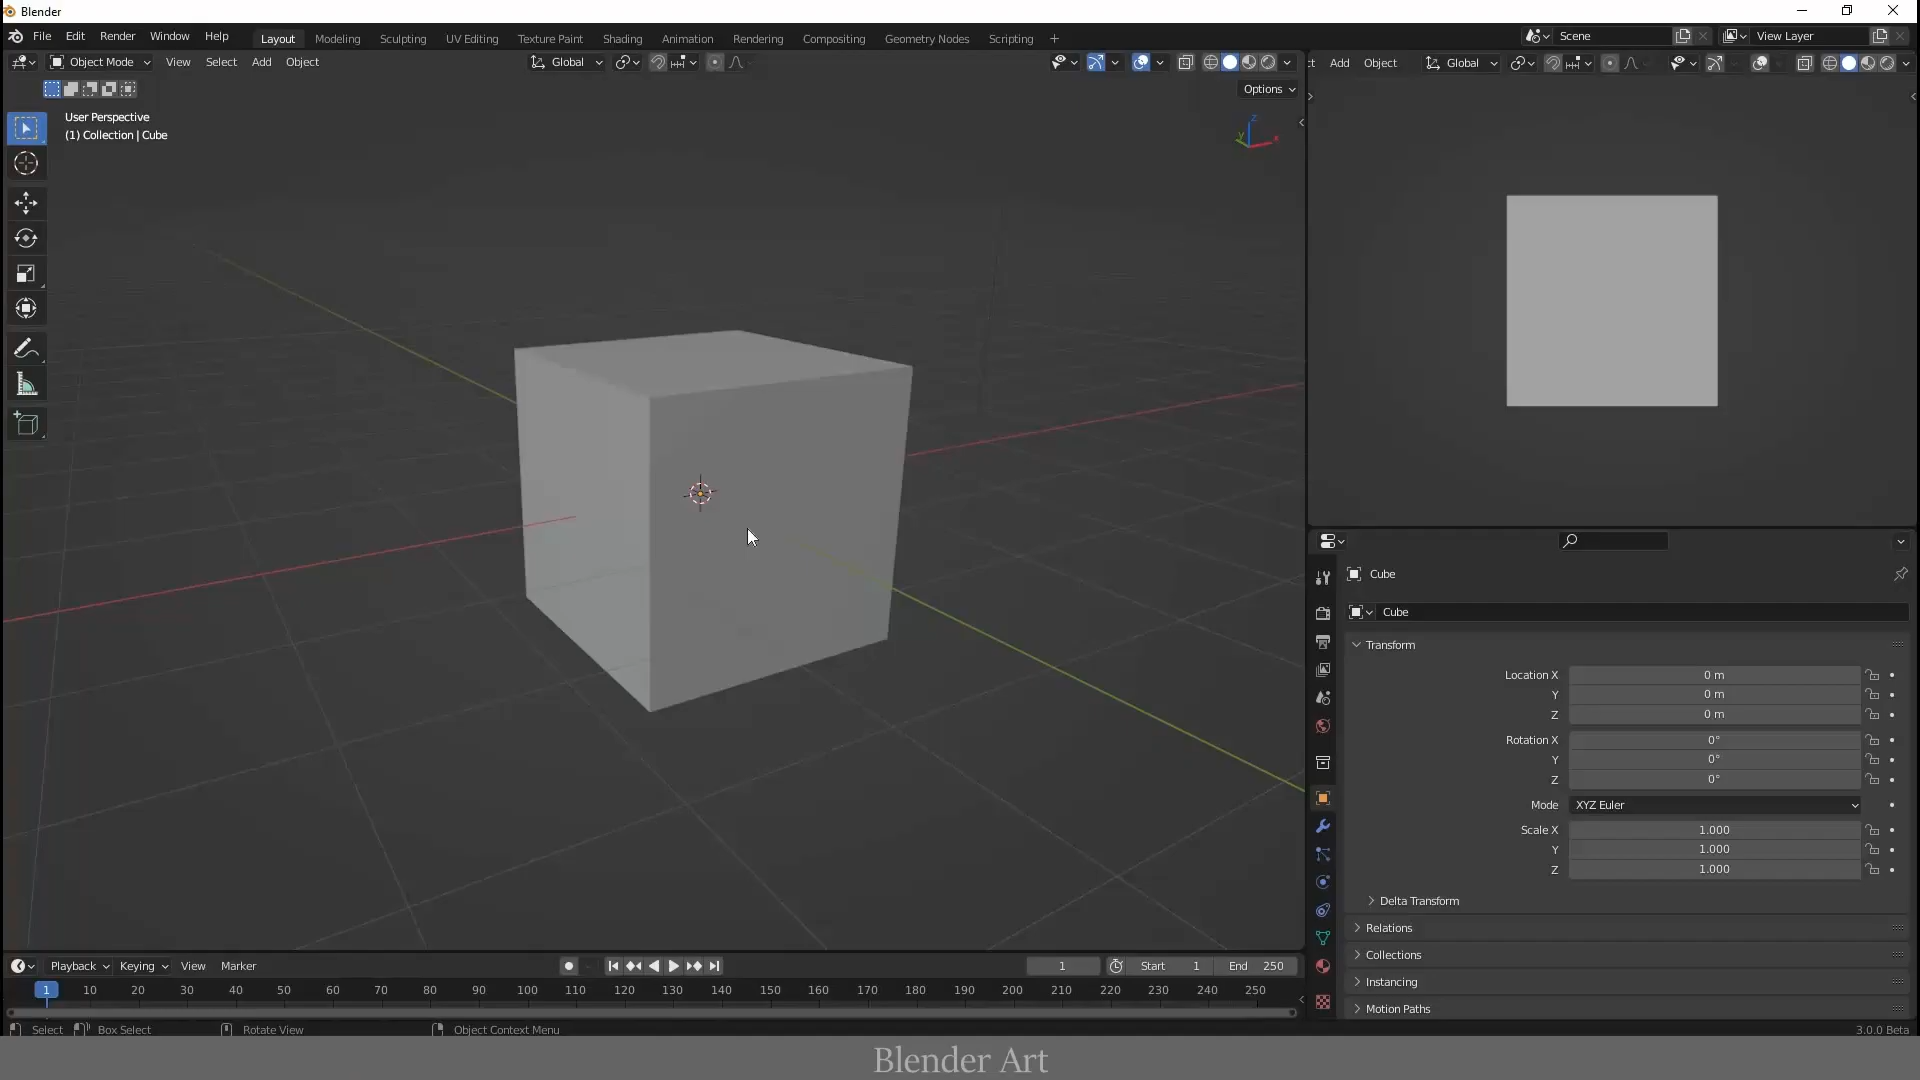 Blender
File Edit Render Window Help Layout Modeling Sculpting UV Editing Texture Paint Shading Animation Rendering Compositing Geometry Nodes Scripting + Scene View Layer
Object Mode View Select Add Object Global
Add Object Global
Options
User Perspective
(1) Collection | Cube
Z
Y
X
Cube
Cube
Transform
Location X 0 m
Y 0 m
Z 0 m
Rotation X 0°
Y 0°
Z 0°
Mode XYZ Euler
Scale X 1.000
Y 1.000
Z 1.000
Delta Transform
Relations
Collections
Instancing
Motion Paths
Playback Keying View Marker 1 Start 1 End 250
1 10 20 30 40 50 60 70 80 90 100 110 120 130 140 150 160 170 180 190 200 210 220 230 240 250
Select Box Select Rotate View Object Context Menu 3.0.0 Beta
Blender Art